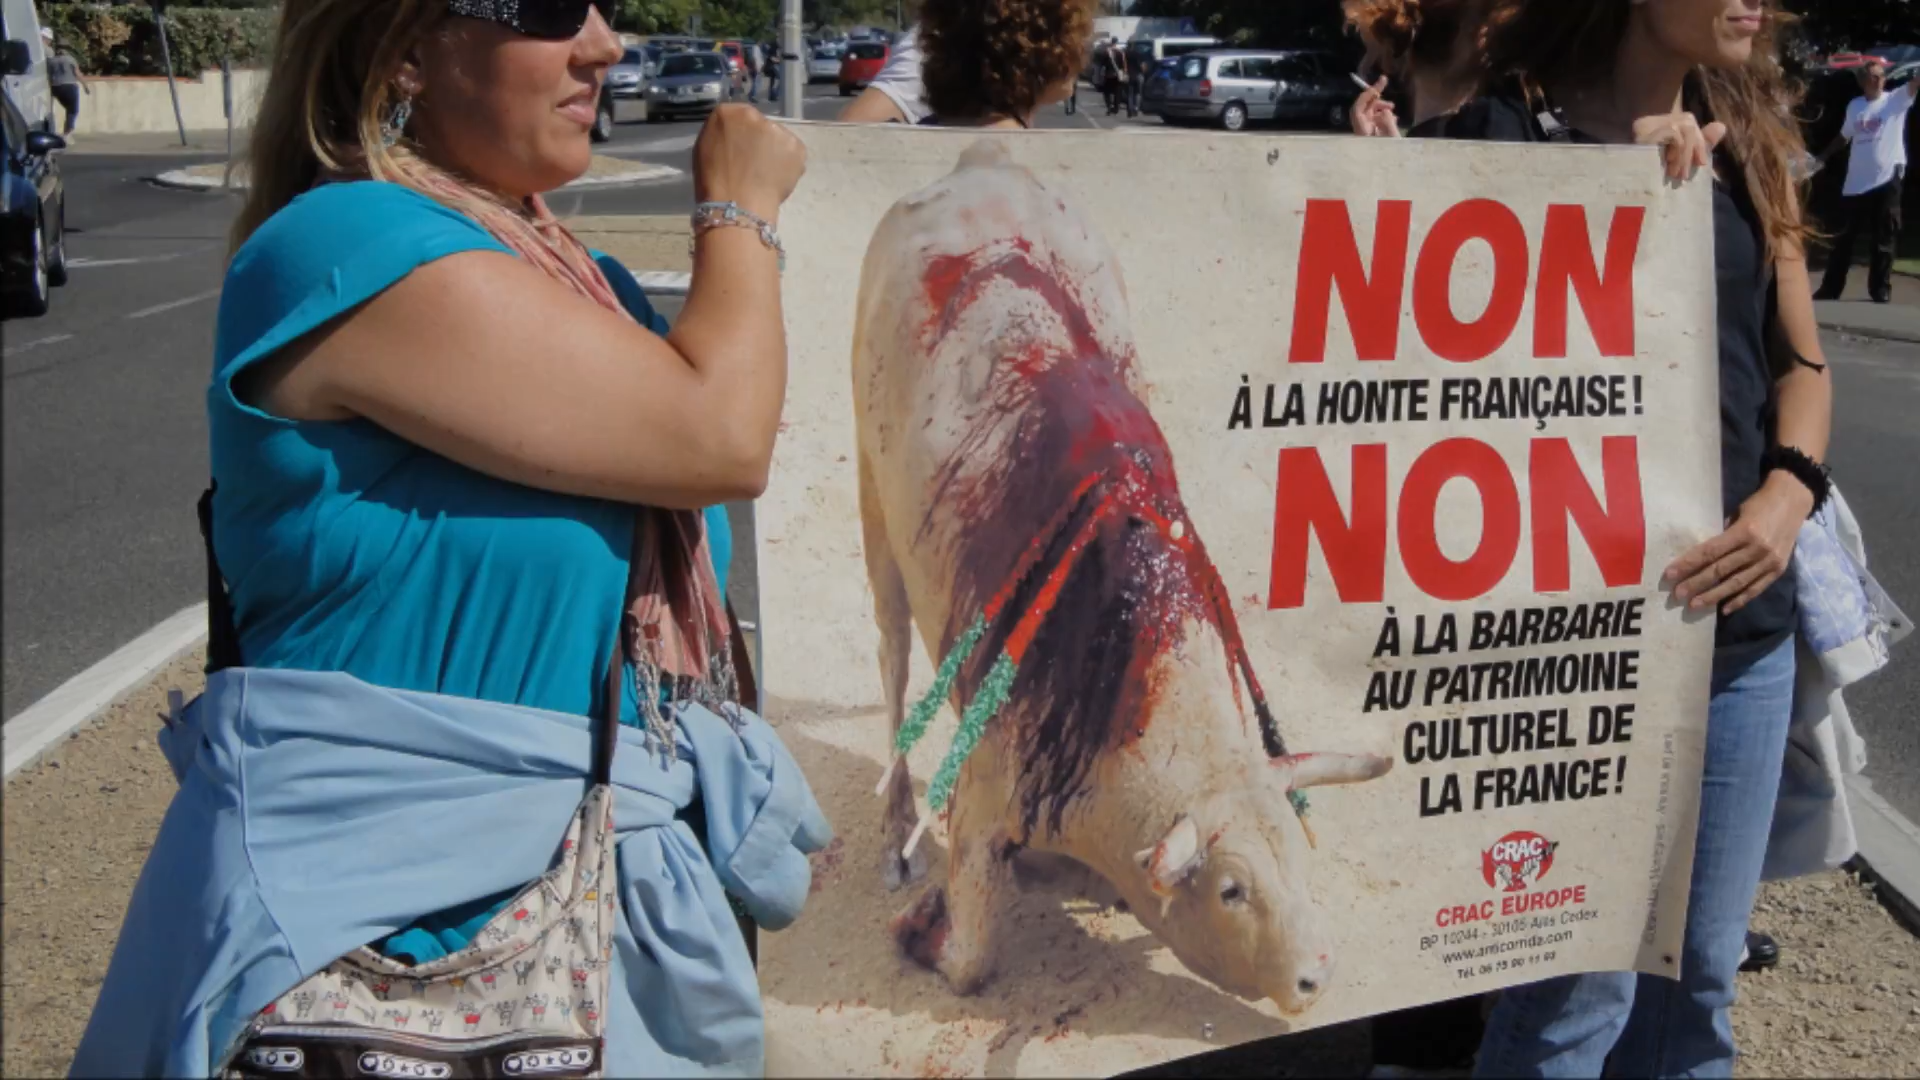 NON
À LA HONTE FRANÇAISE!
NON
À LA BARBARIE
AU PATRIMOINE
CULTUREL DE
LA FRANCE!
CRAC
CRAC EUROPE
BP 10244 - 30105 Alès Cedex
www.anticorrida.com